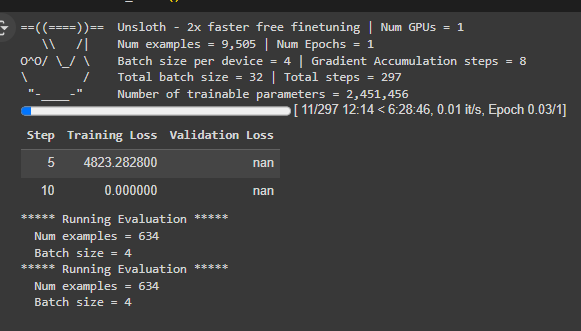 ==((====))==  Unsloth - 2x faster free finetuning | Num GPUs = 1
   \\   /|    Num examples = 9,505 | Num Epochs = 1
O^O/ \_/ \    Batch size per device = 4 | Gradient Accumulation steps = 8
\        /    Total batch size = 32 | Total steps = 297
 "-____-"     Number of trainable parameters = 2,451,456
[ 11/297 12:14 < 6:28:46, 0.01 it/s, Epoch 0.03/1]
Step Training Loss Validation Loss
5 4823.282800 nan
10 0.000000 nan
***** Running Evaluation *****
  Num examples = 634
  Batch size = 4
***** Running Evaluation *****
  Num examples = 634
  Batch size = 4